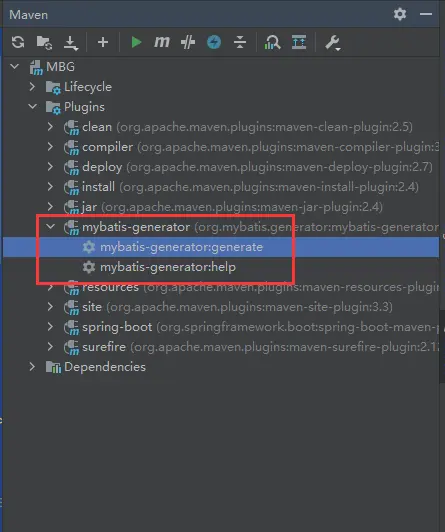 Maven
MBG
Lifecycle
Plugins
clean (org.apache.maven.plugins:maven-clean-plugin:2.5)
compiler (org.apache.maven.plugins:maven-compiler-plugin:3
deploy (org.apache.maven.plugins:maven-deploy-plugin:2.7)
install (org.apache.maven.plugins:maven-install-plugin:2.4)
jar (org.apache.maven.plugins:maven-jar-plugin:2.4)
mybatis-generator (org.mybatis.generator:mybatis-generator
mybatis-generator:generate
mybatis-generator:help
resources (org.apache.maven.plugins:maven-resources-plugin
site (org.apache.maven.plugins:maven-site-plugin:3.3)
spring-boot (org.springframework.boot:spring-boot-maven-p
surefire (org.apache.maven.plugins:maven-surefire-plugin:2.12
Dependencies